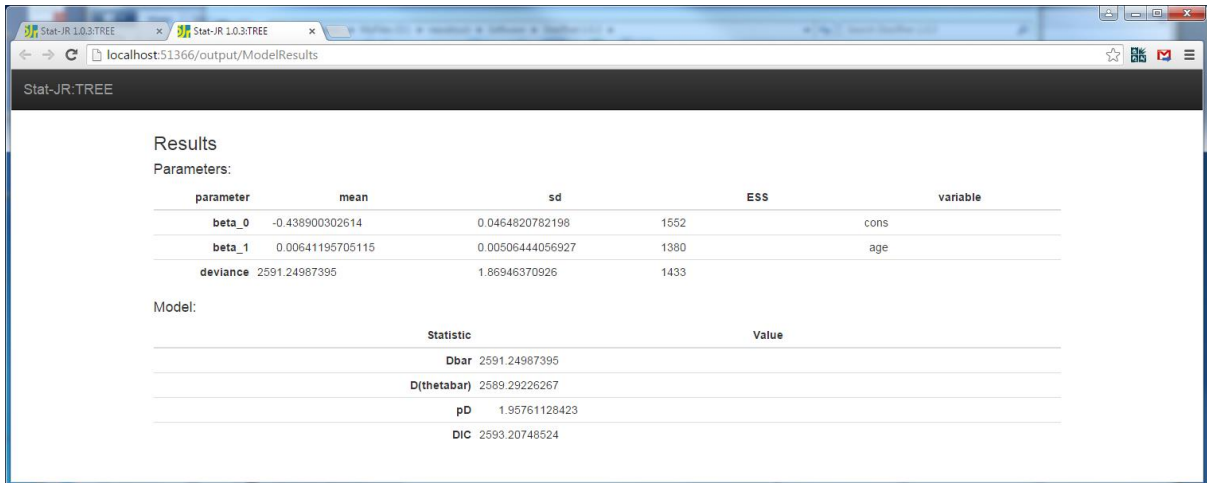 Stat-JR 1.0.3:TREE
Stat-JR 1.0.3:TREE
localhost:51366/output/ModelResults
Stat-JR:TREE
Results
Parameters:
parameter mean sd ESS variable
beta_0 -0.438900302614 0.0464820782198 1552 cons
beta_1 0.00641195705115 0.00506444056927 1380 age
deviance 2591.24987395 1.86946370926 1433
Model:
Statistic Value
Dbar 2591.24987395
D(thetabar) 2589.29226267
pD 1.95761128423
DIC 2593.20748524